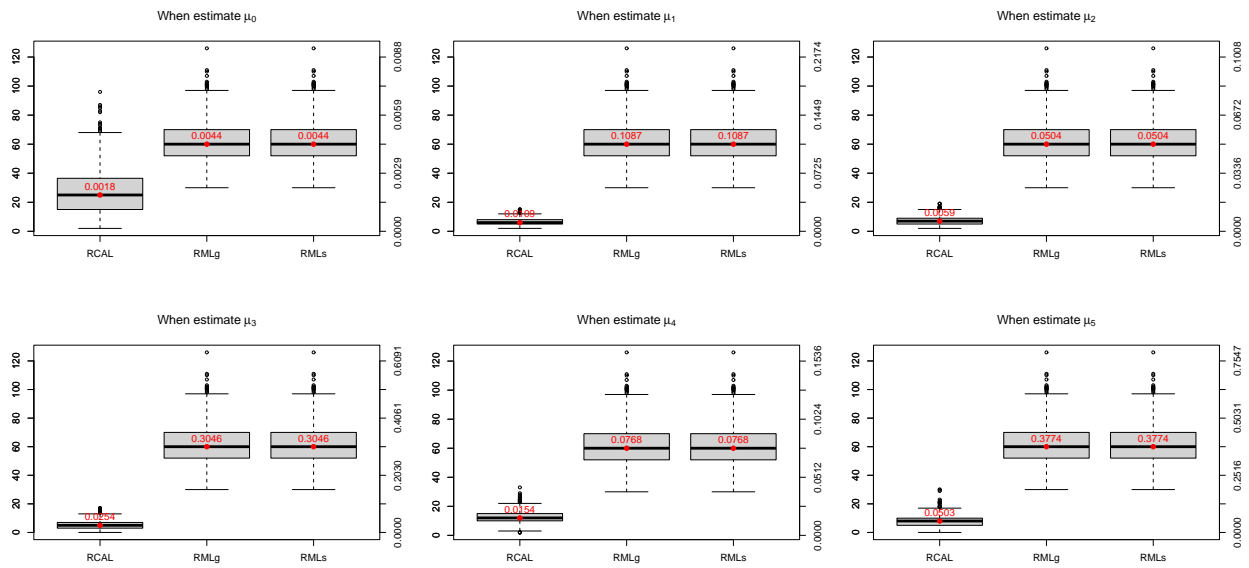 When estimate μ₀
0 20 40 60 80 100 120
0.0018
0.0044
0.0044
0.0000 0.0029 0.0059 0.0088
RCAL RMLg RMLs
When estimate μ₁
0 20 40 60 80 100 120
0.0109
0.1087
0.1087
0.0000 0.0725 0.1449 0.2174
RCAL RMLg RMLs
When estimate μ₂
0 20 40 60 80 100 120
0.0059
0.0504
0.0504
0.0000 0.0336 0.0672 0.1008
RCAL RMLg RMLs
When estimate μ₃
0 20 40 60 80 100 120
0.0254
0.3046
0.3046
0.0000 0.2030 0.4061 0.6091
RCAL RMLg RMLs
When estimate μ₄
0 20 40 60 80 100 120
0.0154
0.0768
0.0768
0.0000 0.0512 0.1024 0.1536
RCAL RMLg RMLs
When estimate μ₅
0 20 40 60 80 100 120
0.0503
0.3774
0.3774
0.0000 0.2516 0.5031 0.7547
RCAL RMLg RMLs